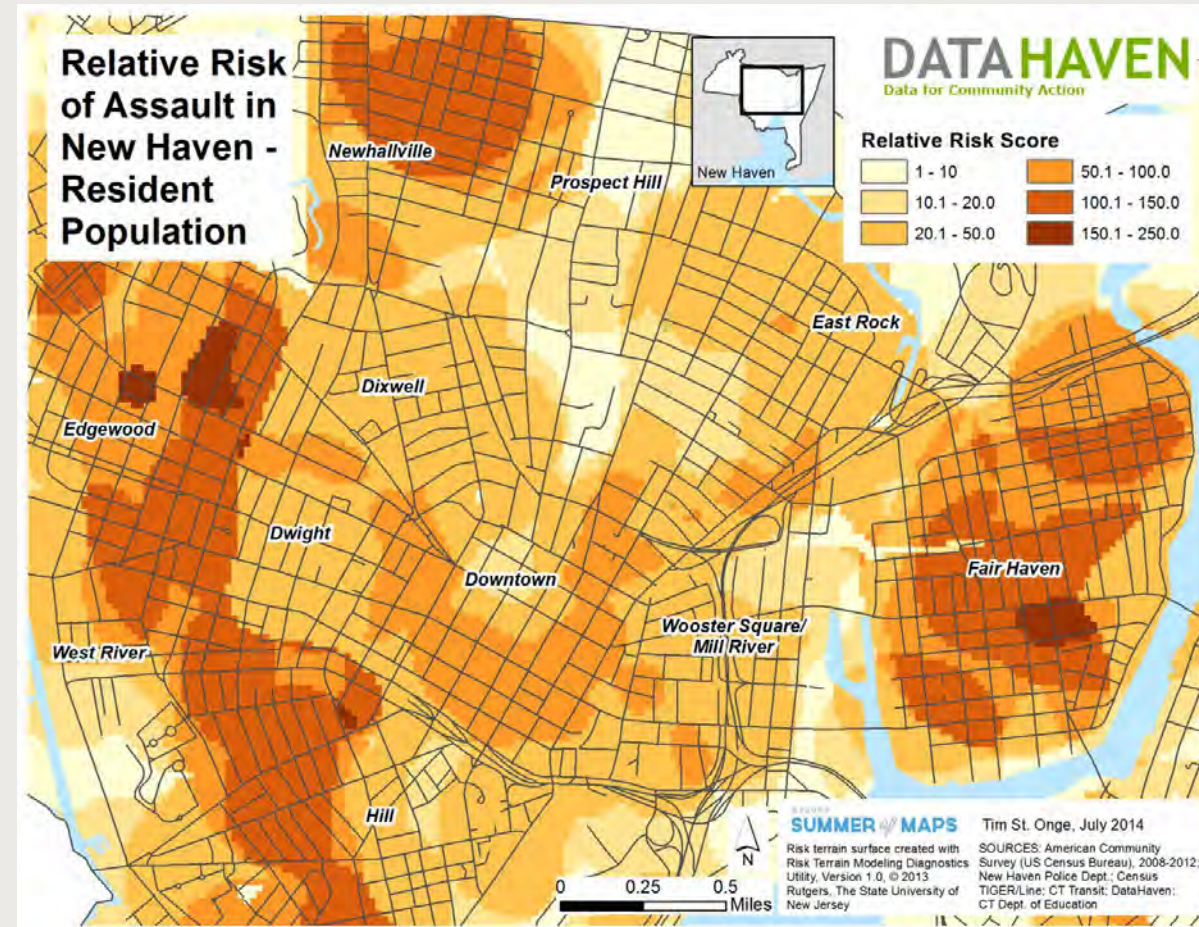 Relative Risk
of Assault in
New Haven -
Resident
Population
DATAHAVEN
Data for Community Action
New Haven
Relative Risk Score
1 - 10
10.1 - 20.0
20.1 - 50.0
50.1 - 100.0
100.1 - 150.0
150.1 - 250.0
Newhallville
Prospect Hill
East Rock
Dixwell
Edgewood
Dwight
Downtown
Fair Haven
Wooster Square/
Mill River
West River
Hill
N
0 0.25 0.5
Miles
SUMMER of MAPS
Tim St. Onge, July 2014
Risk terrain surface created with
Risk Terrain Modeling Diagnostics
Utility, Version 1.0, © 2013
Rutgers, The State University of
New Jersey
SOURCES: American Community
Survey (US Census Bureau), 2008-2012;
New Haven Police Dept.; Census
TIGER/Line; CT Transit; DataHaven;
CT Dept. of Education